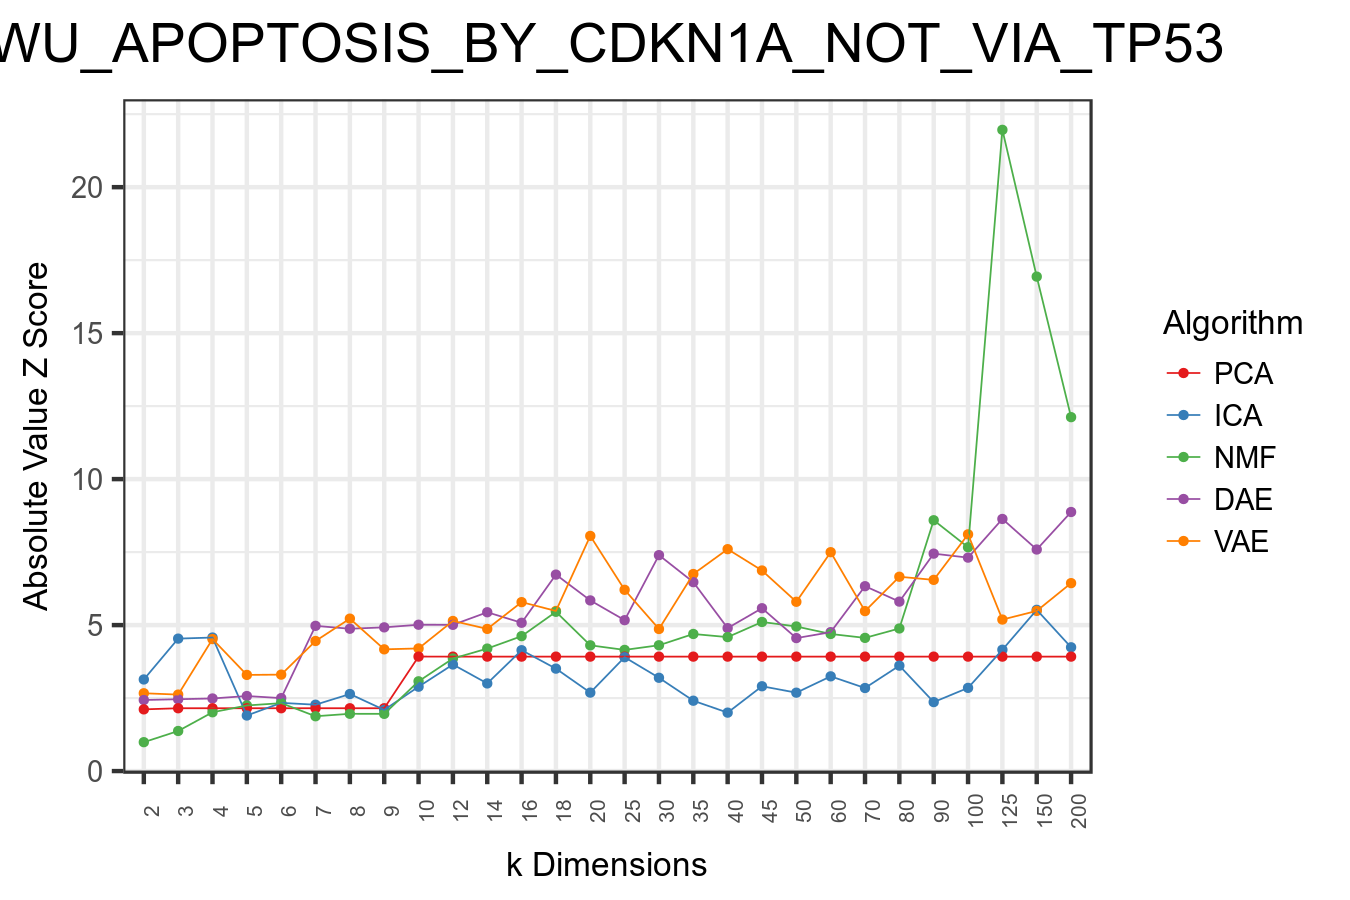 WU_APOPTOSIS_BY_CDKN1A_NOT_VIA_TP53
20
15
10
5
0
Absolute Value Z Score
2 3 4 5 6 7 8 9 10 12 14 16 18 20 25 30 35 40 45 50 60 70 80 90 100 125 150 200
k Dimensions
Algorithm
PCA
ICA
NMF
DAE
VAE